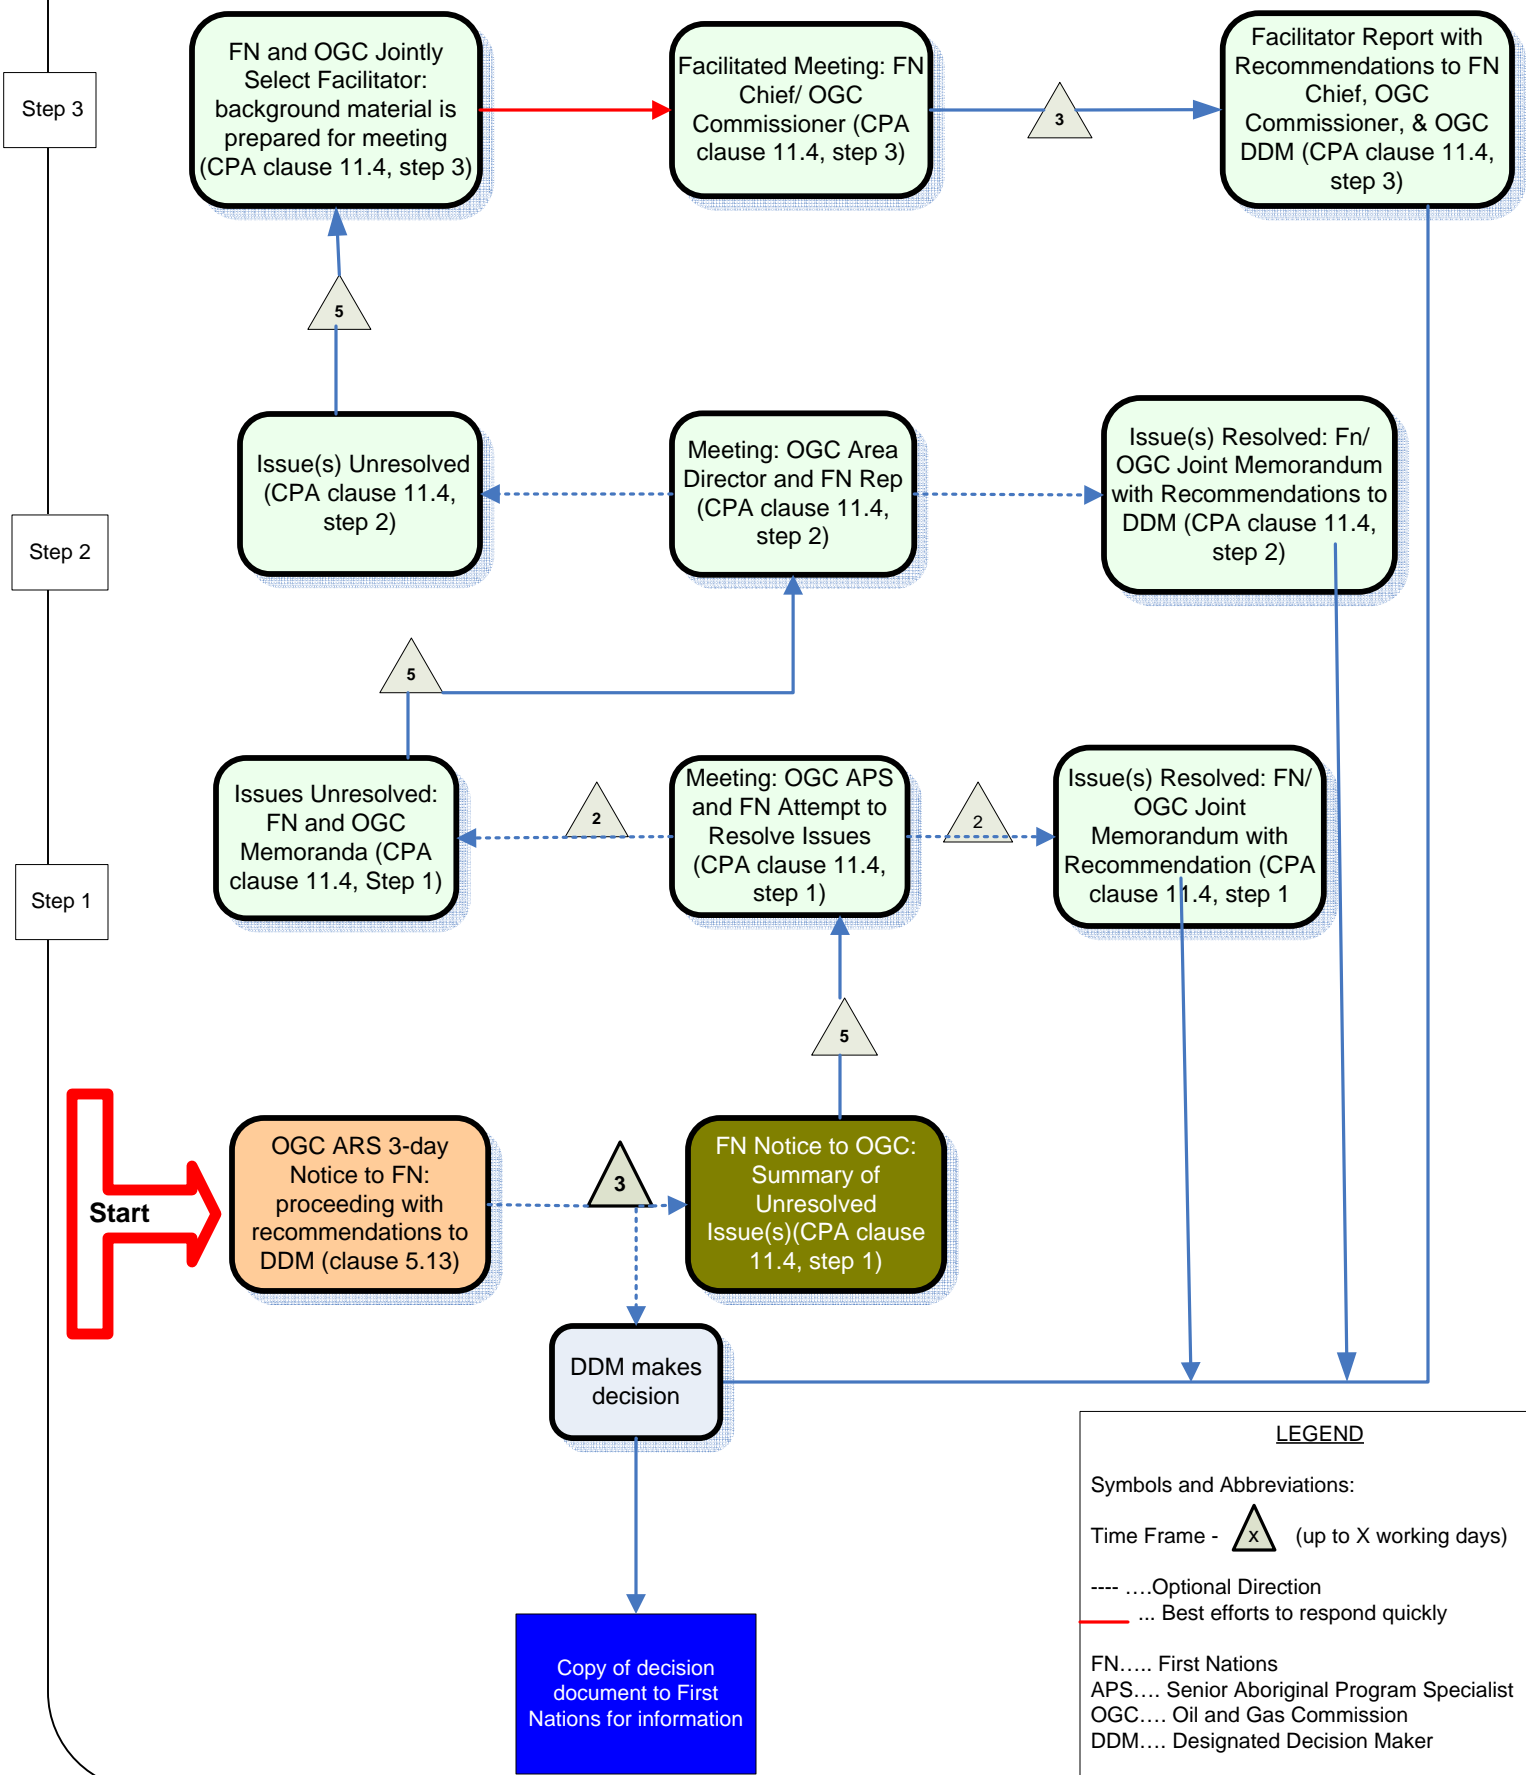 Step 3
FN and OGC Jointly
Select Facilitator:
background material is
prepared for meeting
(CPA clause 11.4, step 3)
Facilitated Meeting: FN
Chief/ OGC
Commissioner (CPA
clause 11.4, step 3)
3
Facilitator Report with
Recommendations to FN
Chief, OGC
Commissioner, & OGC
DDM (CPA clause 11.4,
step 3)
5
Step 2
Issue(s) Unresolved
(CPA clause 11.4,
step 2)
Meeting: OGC Area
Director and FN Rep
(CPA clause 11.4,
step 2)
Issue(s) Resolved: Fn/
OGC Joint Memorandum
with Recommendations to
DDM (CPA clause 11.4,
step 2)
5
Step 1
Issues Unresolved:
FN and OGC
Memoranda (CPA
clause 11.4, Step 1)
2
Meeting: OGC APS
and FN Attempt to
Resolve Issues
(CPA clause 11.4,
step 1)
2
Issue(s) Resolved: FN/
OGC Joint
Memorandum with
Recommendation (CPA
clause 11.4, step 1
5
Start
OGC ARS 3-day
Notice to FN:
proceeding with
recommendations to
DDM (clause 5.13)
3
FN Notice to OGC:
Summary of
Unresolved
Issue(s)(CPA clause
11.4, step 1)
DDM makes
decision
Copy of decision
document to First
Nations for information
LEGEND
Symbols and Abbreviations:
Time Frame - X (up to X working days)
---- ….Optional Direction
... Best efforts to respond quickly
FN….. First Nations
APS…. Senior Aboriginal Program Specialist
OGC…. Oil and Gas Commission
DDM…. Designated Decision Maker